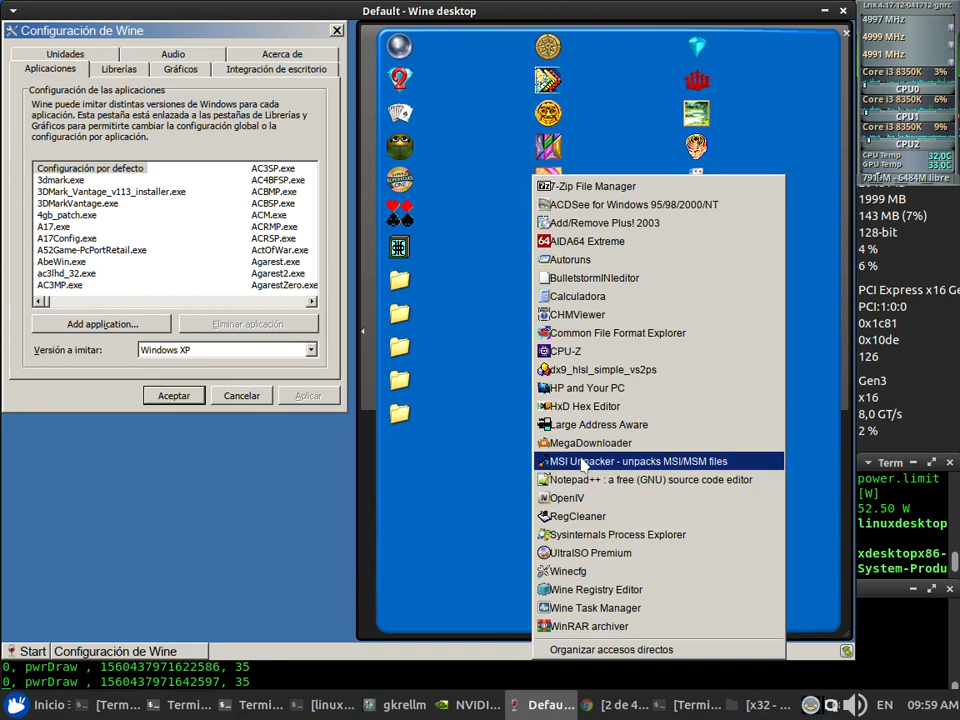 Default - Wine desktop
Configuración de Wine
Unidades
Audio
Acerca de
Aplicaciones
Librerías
Gráficos
Integración de escritorio
Configuración de las aplicaciones
Wine puede imitar distintas versiones de Windows para cada
aplicación. Esta pestaña está enlazada a las pestañas de Librerías y
Gráficos para permitirte cambiar la configuración global o la
configuración por aplicación.
Configuración por defecto
AC3SP.exe
3dmark.exe
AC4BFSP.exe
3DMark_Vantage_v113_installer.exe
ACBMP.exe
3DMarkVantage.exe
ACBSP.exe
4gb_patch.exe
ACM.exe
A17.exe
ACRMP.exe
A17Config.exe
ACRSP.exe
A52Game-PcPortRetail.exe
ActOfWar.exe
AbeWin.exe
Agarest.exe
ac3lhd_32.exe
Agarest2.exe
AC3MP.exe
AgarestZero.exe
Add application...
Eliminar aplicación
Versión a imitar:
Windows XP
Aceptar
Cancelar
Aplicar
7-Zip File Manager
ACDSee for Windows 95/98/2000/NT
Add/Remove Plus! 2003
AIDA64 Extreme
Autoruns
BulletstormINIeditor
Calculadora
CHMViewer
Common File Format Explorer
CPU-Z
dx9_hlsl_simple_vs2ps
HP and Your PC
HxD Hex Editor
Large Address Aware
MegaDownloader
MSI Unpacker - unpacks MSI/MSM files
Notepad++ : a free (GNU) source code editor
OpenIV
RegCleaner
Sysinternals Process Explorer
UltraISO Premium
Winecfg
Wine Registry Editor
Wine Task Manager
WinRAR archiver
Organizar accesos directos
Lnx 4.17.12-041712-gnrc
4997 MHz
4999 MHz
4991 MHz
Core I3 8350K 3%
CPU0
Core I3 8350K 6%
CPU1
Core I3 8350K 9%
CPU2
CPU Temp 32,0C
GPU Temp 33.0C
7910M - 6484M libre
1999 MB
143 MB (7%)
128-bit
4 %
6 %
PCI Express x16 Ge
PCI:1:0:0
0x1c81
0x10de
126
Gen3
x16
8,0 GT/s
2 %
Term
power.limit
[W]
52.50 W
linuxdesktop
xdesktopx86-
System-Produ
Start
Configuración de Wine
0, pwrDraw , 1560437971622586, 35
0, pwrDraw , 1560437971642597, 35
Inicio
[Term...
Termi...
Termi...
[linux...
gkrellm
NVIDI...
Defau...
[2 de 4...
[Termi...
[x32 - ...
EN
09:59 AM